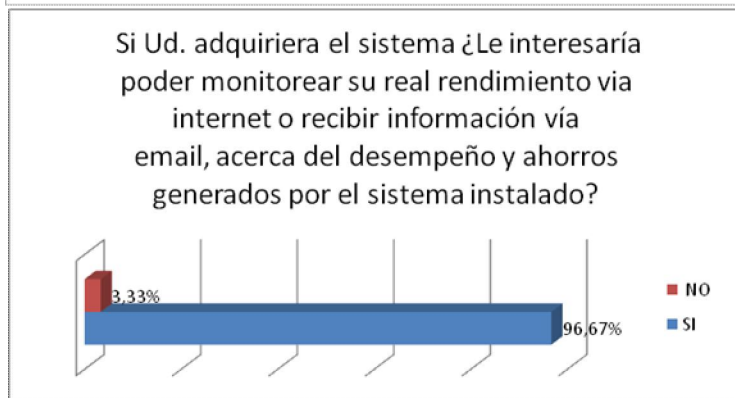 Si Ud. adquiriera el sistema ¿Le interesaría
poder monitorear su real rendimiento via
internet o recibir información vía
email, acerca del desempeño y ahorros
generados por el sistema instalado?
3,33%
NO
96,67%
SI